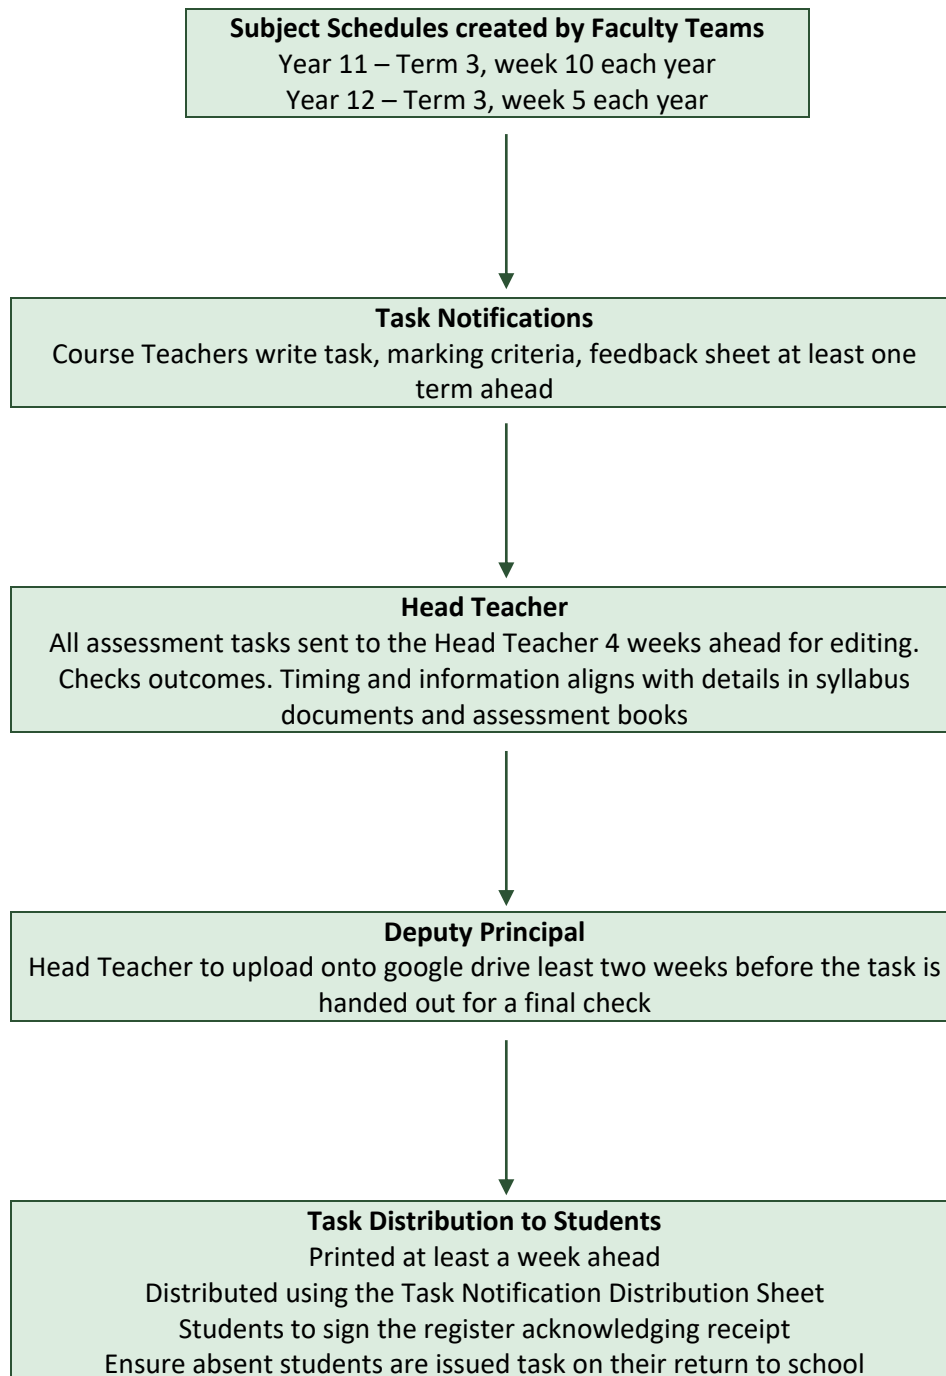 Subject Schedules created by Faculty Teams
Year 11 – Term 3, week 10 each year
Year 12 – Term 3, week 5 each year
Task Notifications
Course Teachers write task, marking criteria, feedback sheet at least one
term ahead
Head Teacher
All assessment tasks sent to the Head Teacher 4 weeks ahead for editing.
Checks outcomes. Timing and information aligns with details in syllabus
documents and assessment books
Deputy Principal
Head Teacher to upload onto google drive least two weeks before the task is
handed out for a final check
Task Distribution to Students
Printed at least a week ahead
Distributed using the Task Notification Distribution Sheet
Students to sign the register acknowledging receipt
Ensure absent students are issued task on their return to school